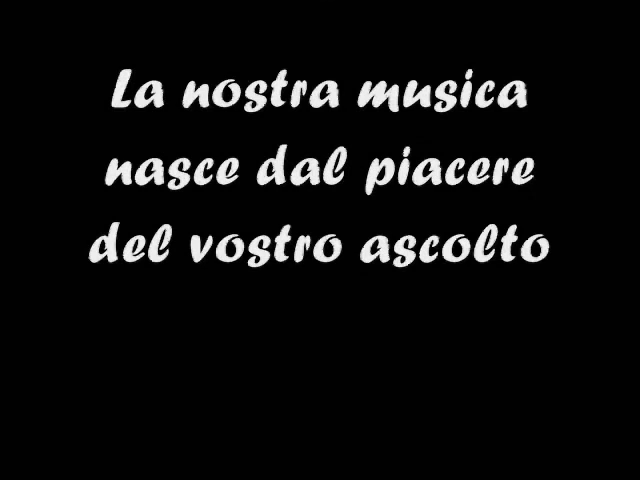 La nostra musica
nasce dal piacere
del vostro ascolto